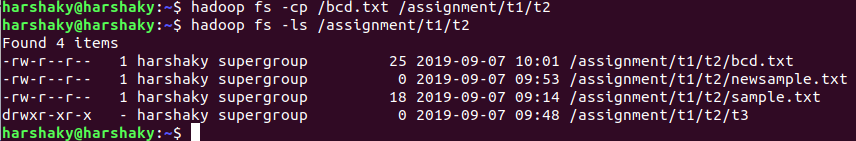 harshaky@harshaky:~$ hadoop fs -cp /bcd.txt /assignment/t1/t2
harshaky@harshaky:~$ hadoop fs -ls /assignment/t1/t2
Found 4 items
-rw-r--r--   1 harshaky supergroup         25 2019-09-07 10:01 /assignment/t1/t2/bcd.txt
-rw-r--r--   1 harshaky supergroup          0 2019-09-07 09:53 /assignment/t1/t2/newsample.txt
-rw-r--r--   1 harshaky supergroup         18 2019-09-07 09:14 /assignment/t1/t2/sample.txt
drwxr-xr-x   - harshaky supergroup          0 2019-09-07 09:48 /assignment/t1/t2/t3
harshaky@harshaky:~$